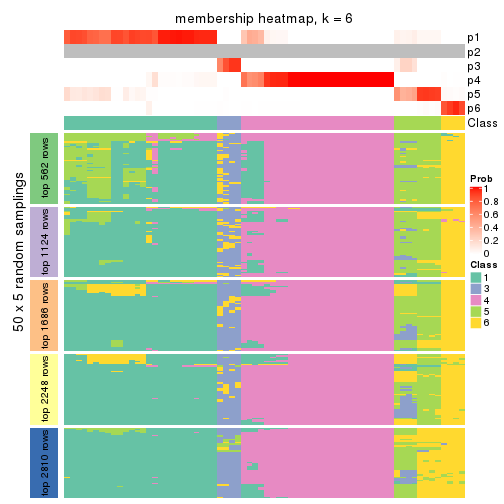 membership heatmap, k = 6
p1
p2
p3
p4
p5
p6
Class
50 x 5 random samplings
top 562 rows
top 1124 rows
top 1686 rows
top 2248 rows
top 2810 rows
Prob
1
0.8
0.6
0.4
0.2
0
Class
1
3
4
5
6